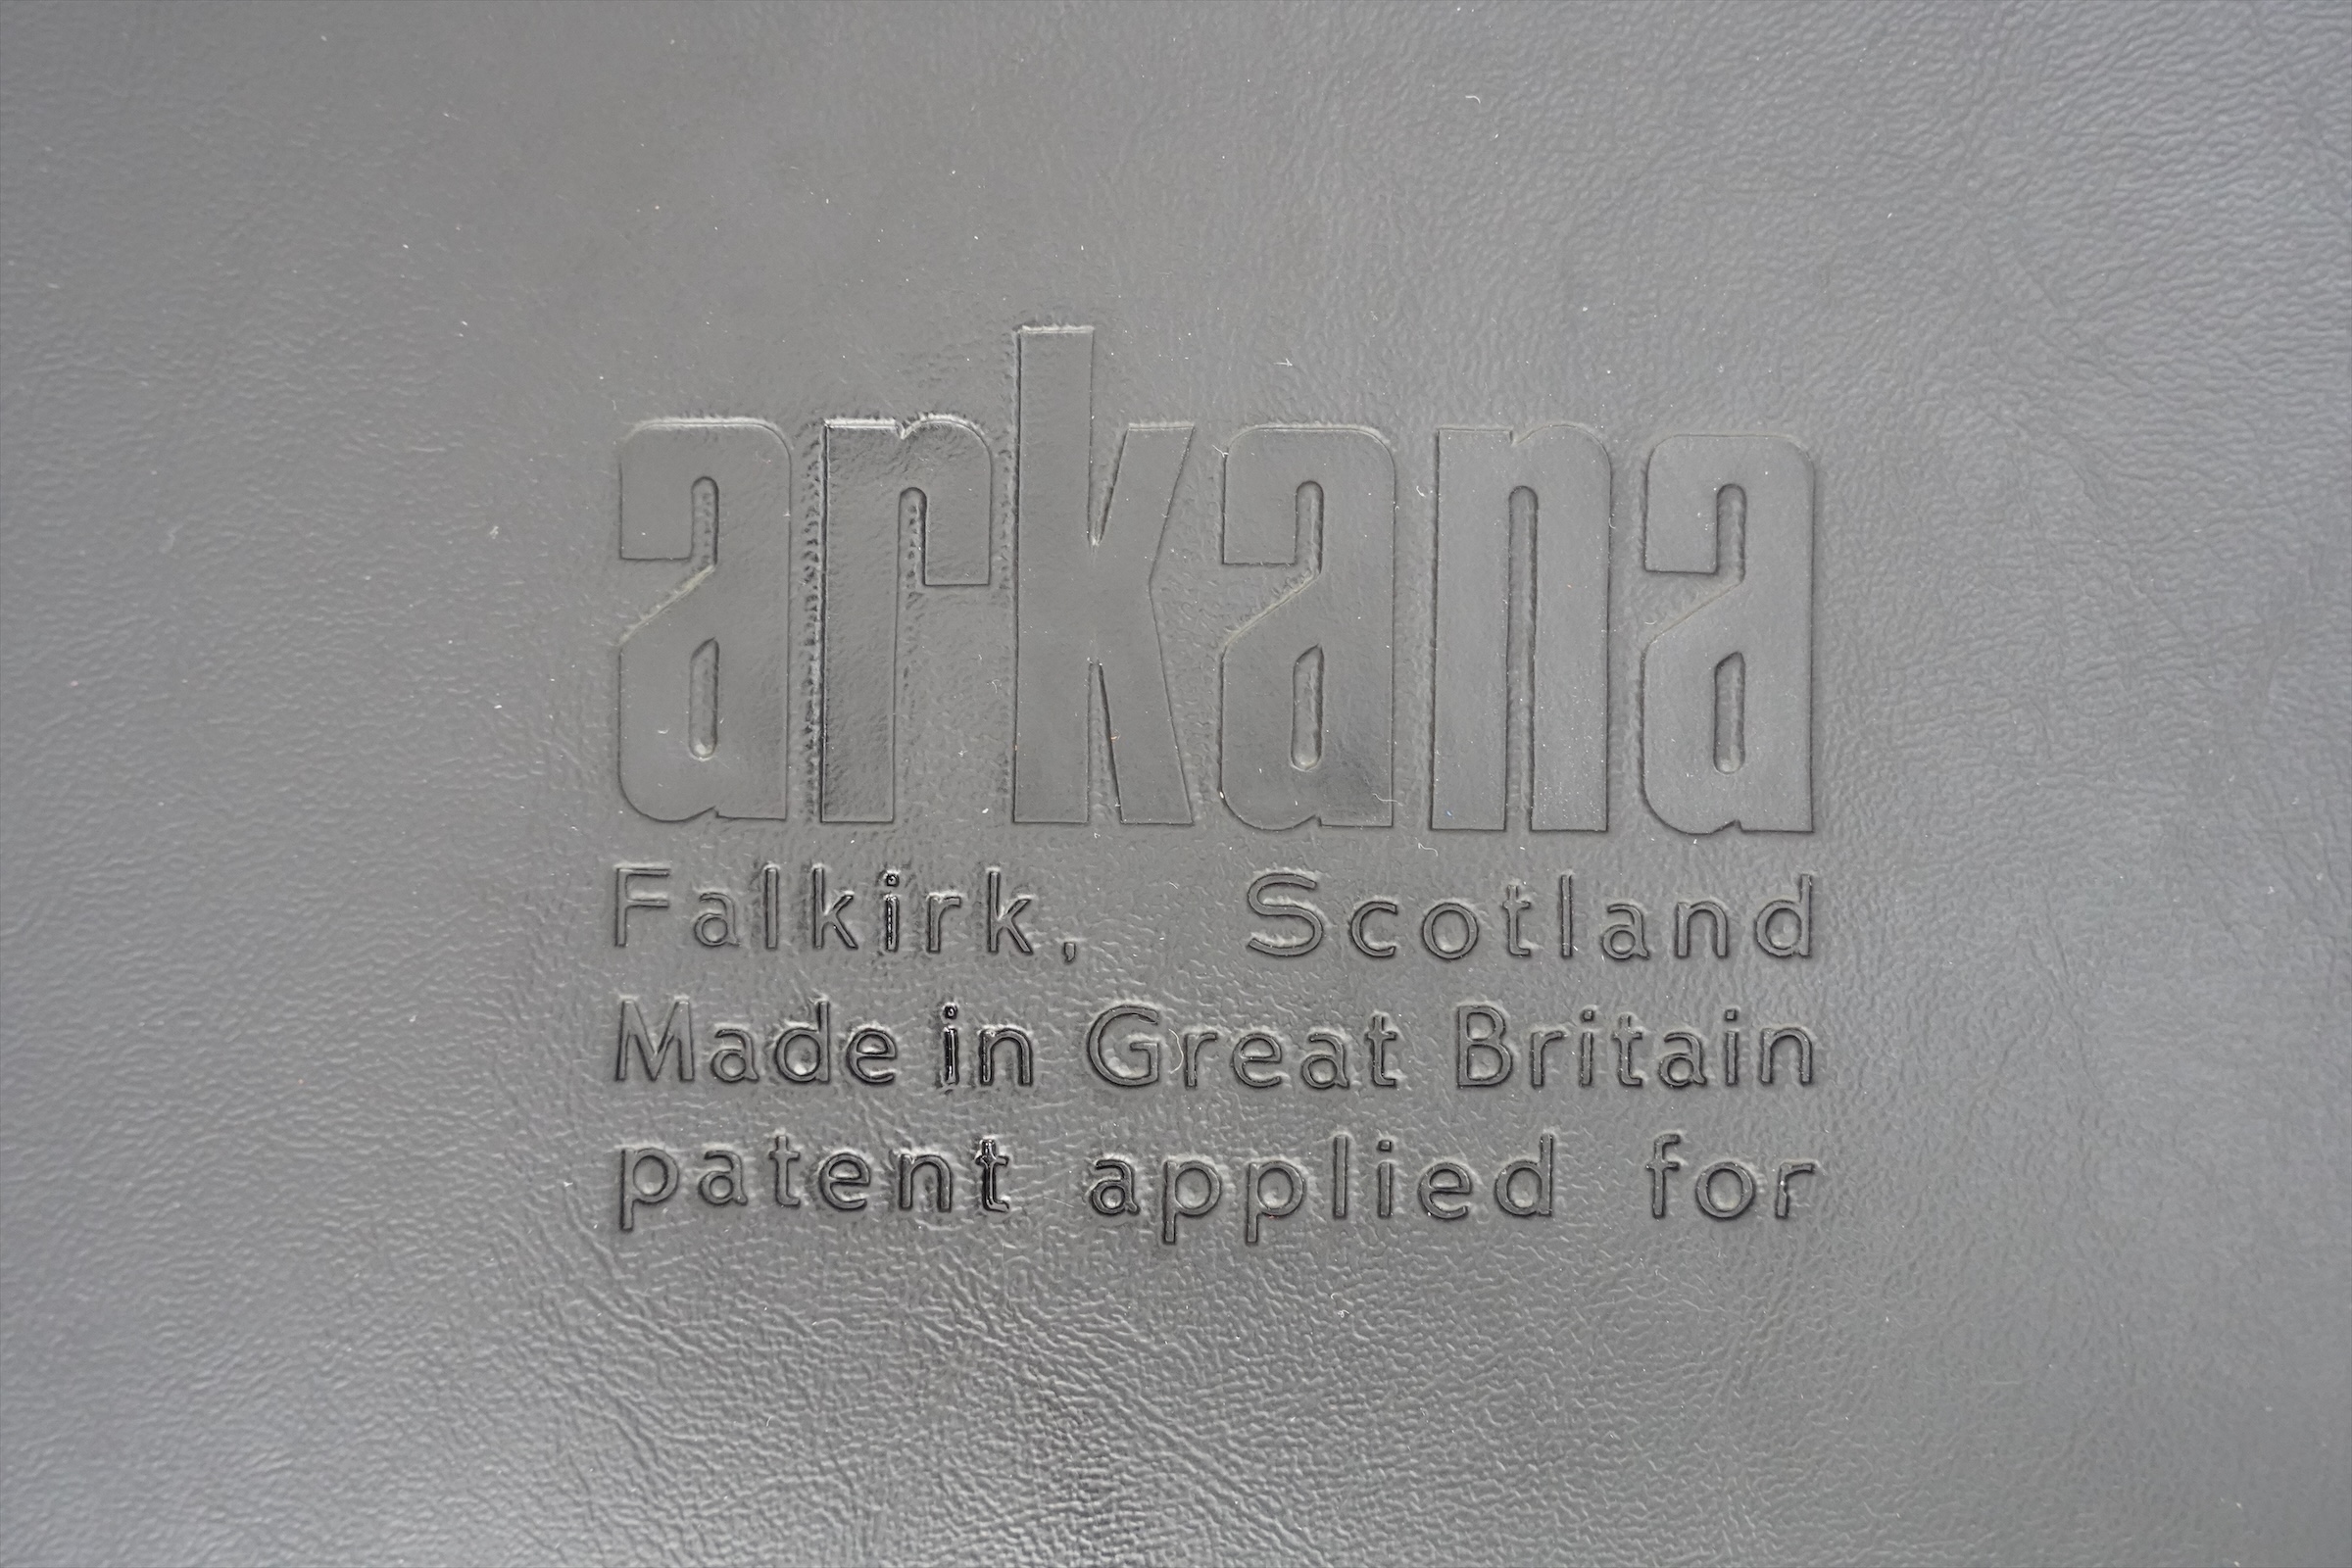 arkana
Falkirk, Scotland
Made in Great Britain
patent applied for